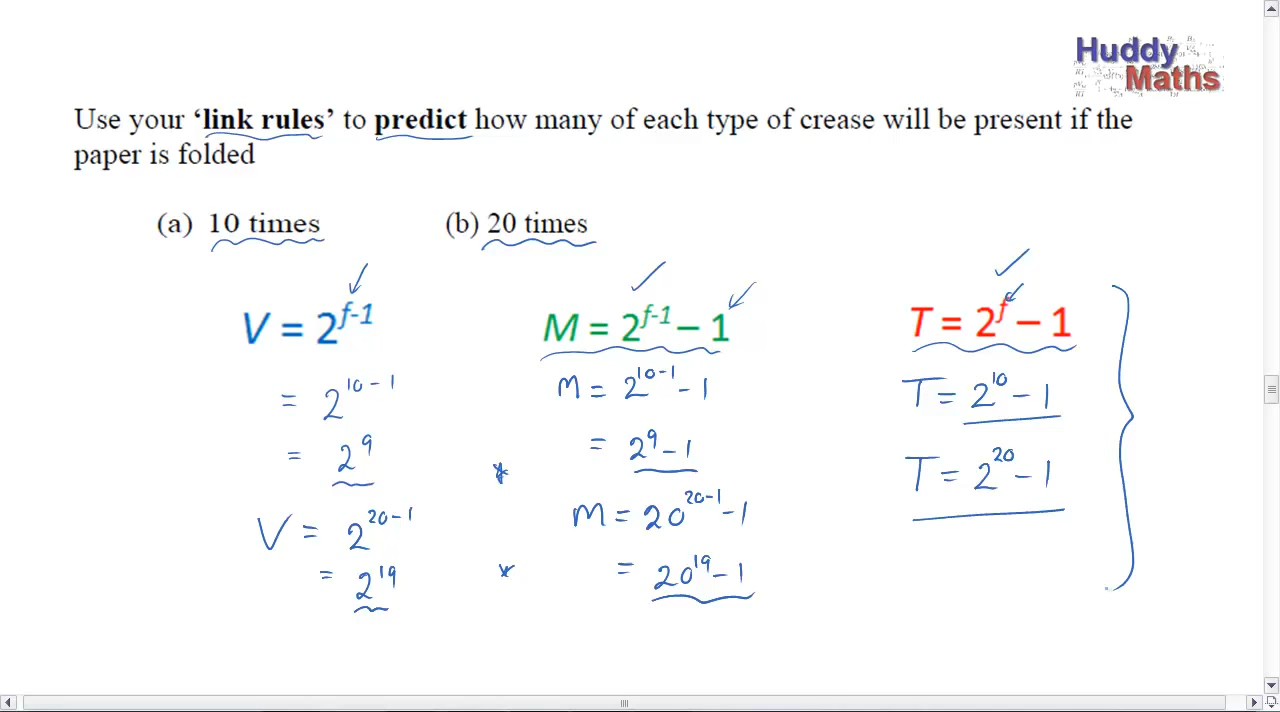 Huddy
Maths
Use your ‘link rules’ to predict how many of each type of crease will be present if the
paper is folded
(a) 10 times
(b) 20 times
V = 2^{f-1}
= 2^{10-1}
= 2^9
V = 2^{20-1}
= 2^{19}
M = 2^{f-1} – 1
M = 2^{10-1} - 1
* = 2^9 - 1
M = 20^{20-1} - 1
* = 20^{19} - 1
T = 2^f – 1
T = 2^{10} - 1
T = 2^{20} - 1